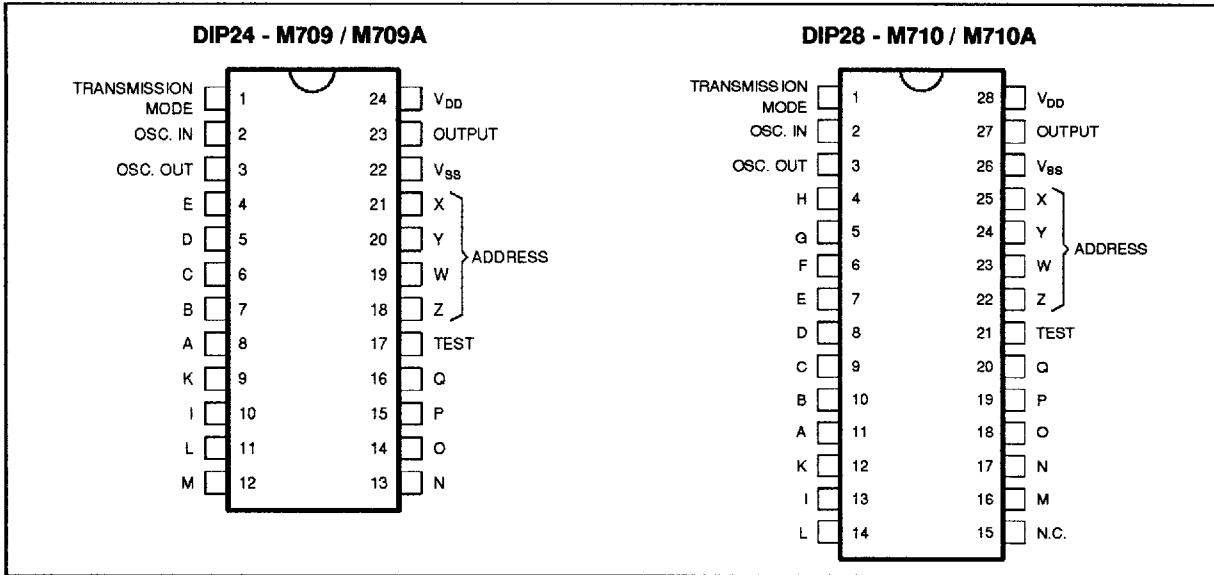 DIP24 - M709 / M709A
TRANSMISSION MODE 1 24 VDD
OSC. IN 2 23 OUTPUT
OSC. OUT 3 22 VSS
E 4 21 X
D 5 20 Y
C 6 19 W
B 7 18 Z
ADDRESS
A 8 17 TEST
K 9 16 Q
I 10 15 P
L 11 14 O
M 12 13 N
DIP28 - M710 / M710A
TRANSMISSION MODE 1 28 VDD
OSC. IN 2 27 OUTPUT
OSC. OUT 3 26 VSS
H 4 25 X
G 5 24 Y
F 6 23 W
E 7 22 Z
ADDRESS
D 8 21 TEST
C 9 20 Q
B 10 19 P
A 11 18 O
K 12 17 N
I 13 16 M
L 14 15 N.C.